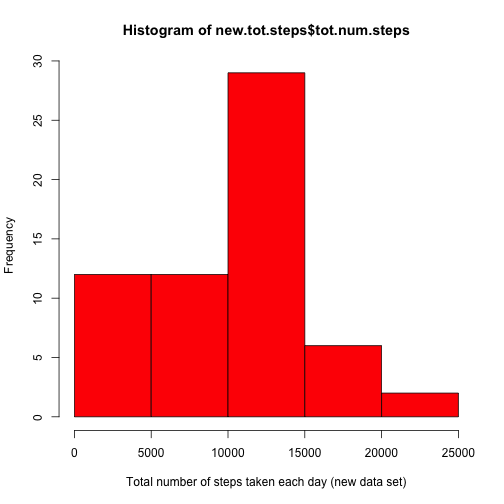 Histogram of new.tot.steps$tot.num.steps
30
25
20
15
10
5
0
Frequency
0 5000 10000 15000 20000 25000
Total number of steps taken each day (new data set)